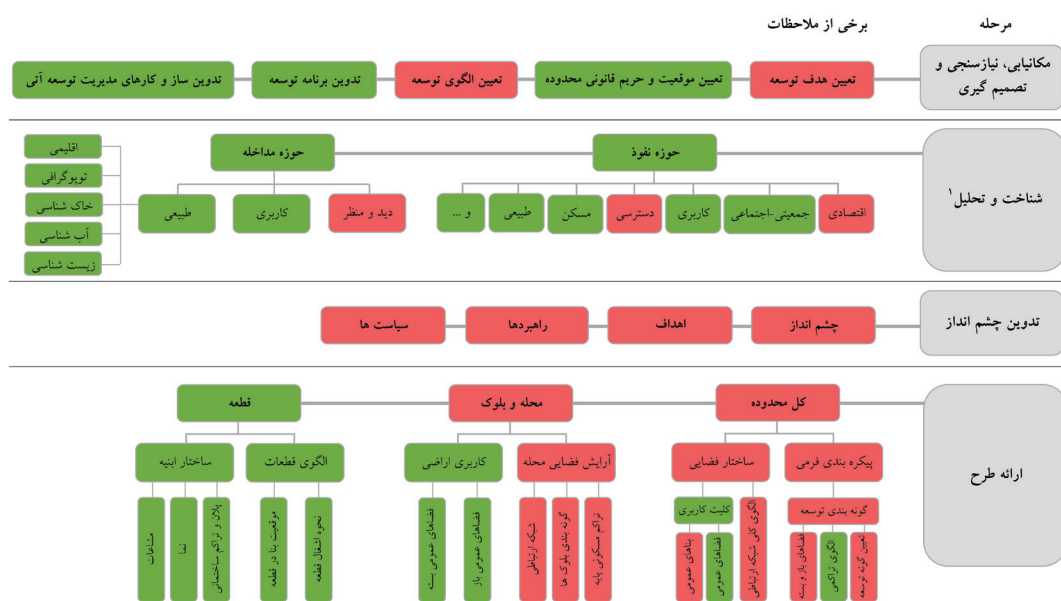 مرحله
برخی از ملاحظات
مکانیابی، نیازسنجی و
تصمیم گیری
تعیین هدف توسعه
تعیین موقعیت و حریم قانونی محدوده
تعیین الگوی توسعه
تدوین برنامه توسعه
تدوین ساز و کارهای مدیریت توسعه آتی
شناخت و تحلیل۱
حوزه نفوذ
حوزه مداخله
اقتصادی
جمعیتی-اجتماعی
کاربری
دسترسی
مسکن
طبیعی
و ...
دید و منظر
کاربری
طبیعی
اقلیمی
توپوگرافی
خاک شناسی
آب شناسی
زیست شناسی
تدوین چشم انداز
چشم انداز
اهداف
راهبردها
سیاست ها
ارائه طرح
کل محدوده
محله و بلوک
قطعه
پیکره بندی فرمی
ساختار فضایی
آرایش فضایی محله
کاربری اراضی
الگوی قطعات
ساختار ابنیه
گونه بندی توسعه
کلیت کاربری
تعیین گونه توسعه
الگوی تراکمی
فضاهای باز و بسته
الگوی کلی شبکه ارتباطی
فضاهای عمومی
بناهای عمومی
تراکم مسکونی پایه
گونه بندی بلوک ها
شبکه ارتباطی
فضاهای عمومی باز
فضاهای عمومی بسته
نحوه اشغال قطعه
موقعیت بنا در قطعه
پلان و تراکم ساختمانی
نما
مشاعات